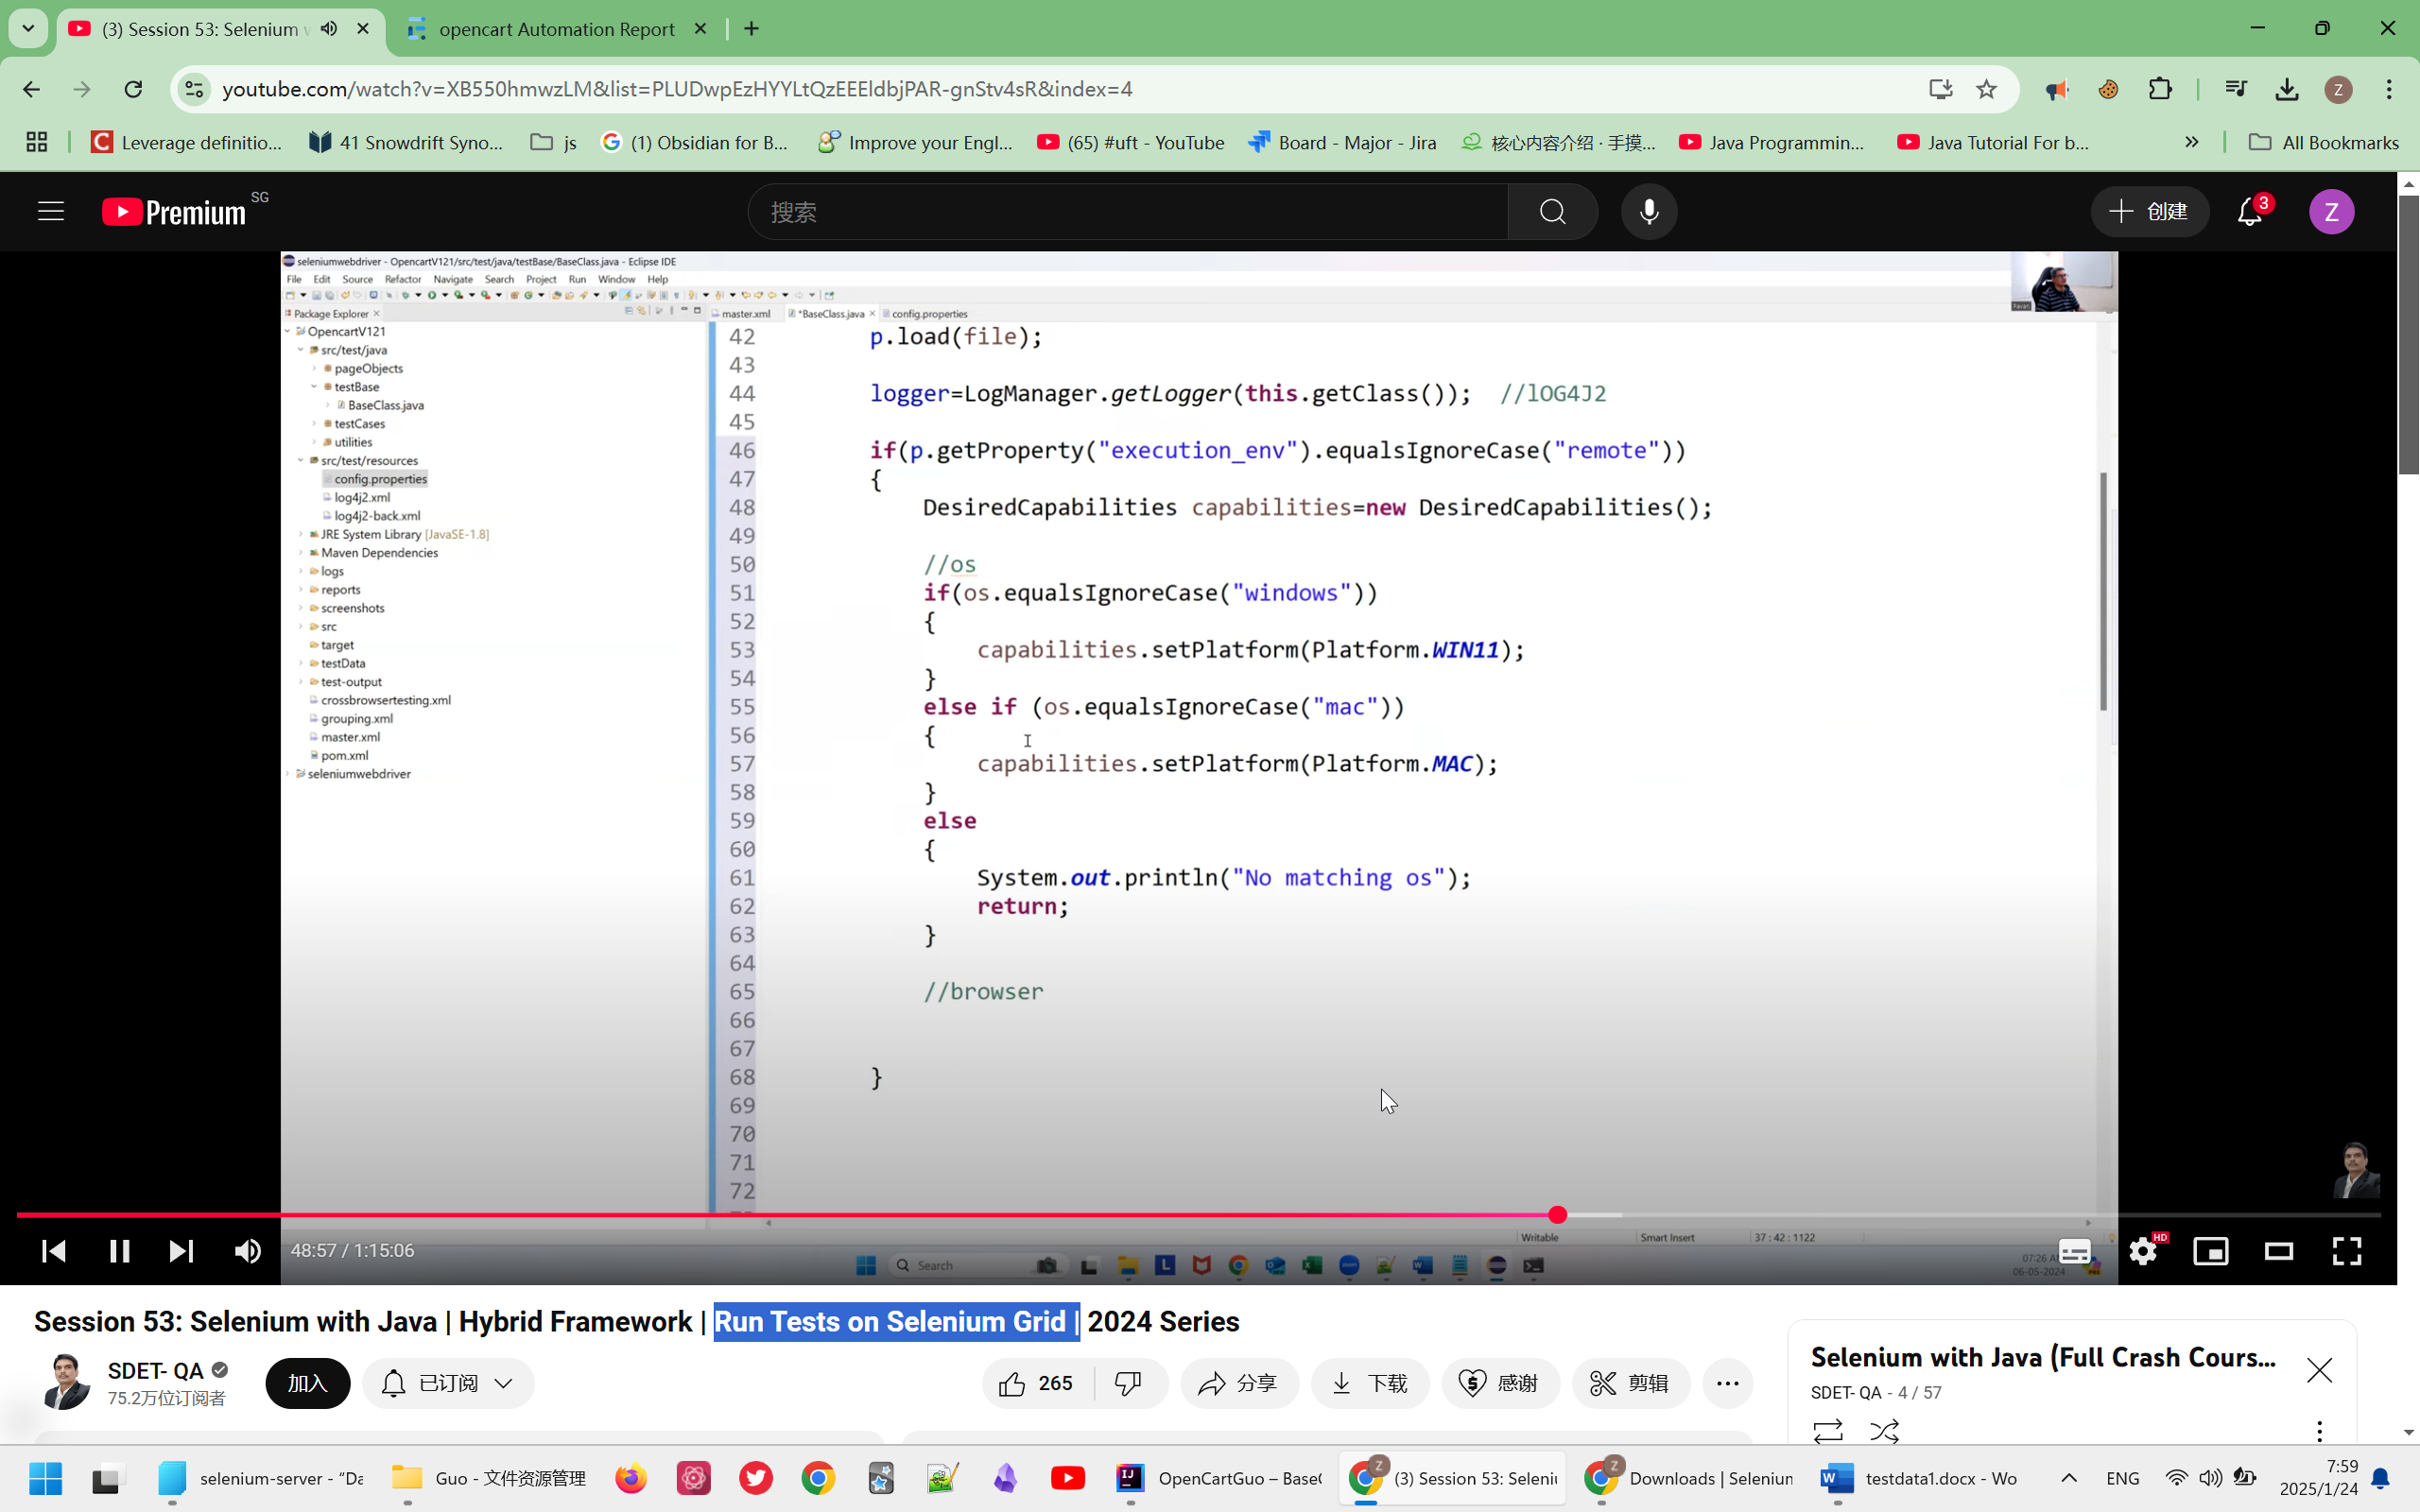 (3) Session 53: Selenium w
opencart Automation Report
youtube.com/watch?v=XB550hmwzLM&list=PLUDwpEzHYYLtQzEEEldbjPAR-gnStv4sR&index=4
Z
Leverage definitio...
41 Snowdrift Syno...
js
(1) Obsidian for B...
Improve your Engl...
(65) #uft - YouTube
Board - Major - Jira
核心内容介绍 · 手摸...
Java Programmin...
Java Tutorial For b...
All Bookmarks
Premium
SG
搜索
创建
3
Z
seleniumwebdriver - OpencartV121/src/test/java/testBase/BaseClass.java - Eclipse IDE
File Edit Source Refactor Navigate Search Project Run Window Help
Package Explorer
master.xml
*BaseClass.java
config.properties
OpencartV121
src/test/java
pageObjects
testBase
BaseClass.java
testCases
utilities
src/test/resources
config.properties
log4j2.xml
log4j2-back.xml
JRE System Library [JavaSE-1.8]
Maven Dependencies
logs
reports
screenshots
src
target
testData
test-output
crossbrowsertesting.xml
grouping.xml
master.xml
pom.xml
seleniumwebdriver
42 p.load(file);
43
44 logger=LogManager.getLogger(this.getClass()); //lOG4J2
45
46 if(p.getProperty("execution_env").equalsIgnoreCase("remote"))
47 {
48 DesiredCapabilities capabilities=new DesiredCapabilities();
49
50 //os
51 if(os.equalsIgnoreCase("windows"))
52 {
53 capabilities.setPlatform(Platform.WIN11);
54 }
55 else if (os.equalsIgnoreCase("mac"))
56 {
57 capabilities.setPlatform(Platform.MAC);
58 }
59 else
60 {
61 System.out.println("No matching os");
62 return;
63 }
64
65 //browser
66
67
68 }
69
70
71
72
Writable
Smart Insert
37 : 42 : 1122
Search
07:26 A
06-05-2024
48:57 / 1:15:06
HD
Session 53: Selenium with Java | Hybrid Framework | Run Tests on Selenium Grid | 2024 Series
SDET- QA
75.2万位订阅者
加入
已订阅
265
分享
下载
感谢
剪辑
Selenium with Java (Full Crash Cours...
SDET- QA - 4 / 57
selenium-server - "Da
Guo - 文件资源管理
OpenCartGuo – Base
(3) Session 53: Seleni
Downloads | Seleniun
testdata1.docx - Wo
ENG
7:59
2025/1/24